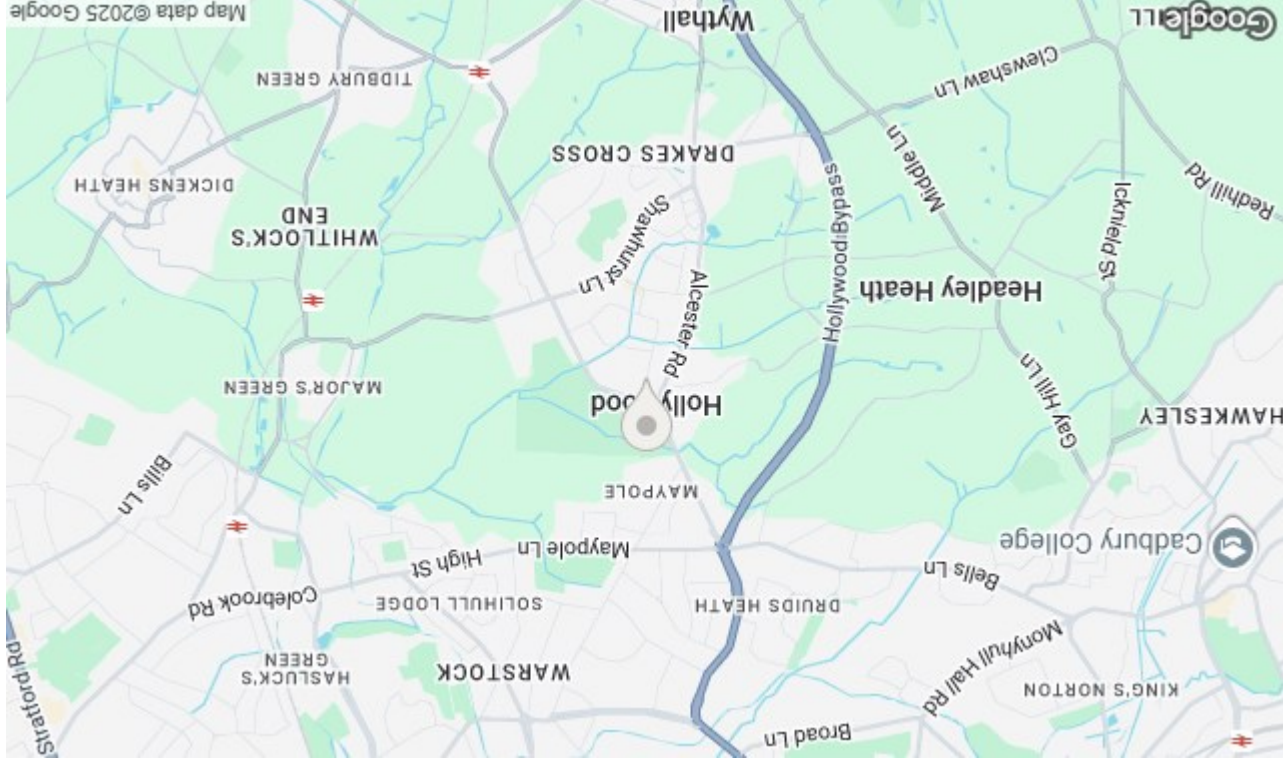 Broad Ln
KING'S NORTON
Monyhull Hall Rd
WARSTOCK
HASLUCK'S
GREEN
Stratford Rd
DRUIDS HEATH
SOLIHULL LODGE
Colebrook Rd
Cadbury College
Bells Ln
Maypole Ln
High St
MAYPOLE
Bills Ln
HAWKESLEY
Gay Hill Ln
Hollywood
MAJOR'S GREEN
Headley Heath
Hollywood Bypass
Alcester Rd
Shawhurst Ln
WHITLOCK'S
END
Icknield St
Redhill Rd
Middle Ln
DRAKES CROSS
DICKENS HEATH
Clewshaw Ln
TIDBURY GREEN
Wythall
Google
Map data ©2025 Google